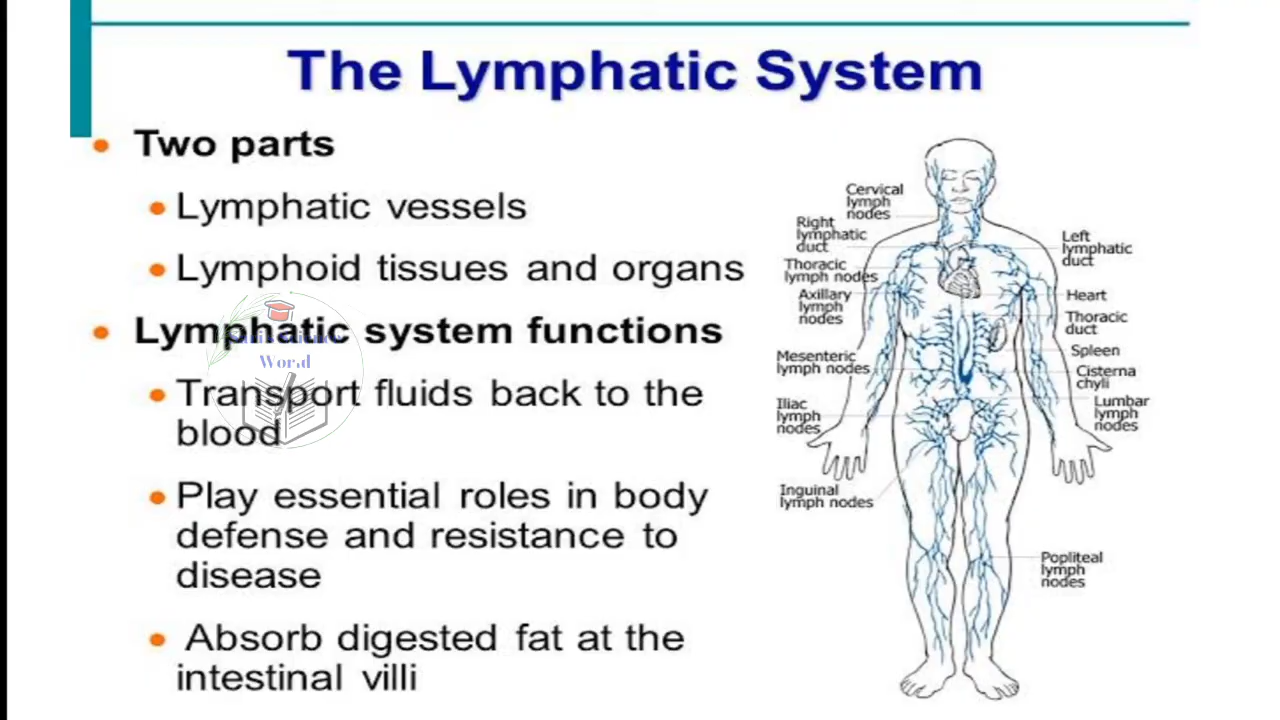 The Lymphatic System
• Two parts
• Lymphatic vessels
• Lymphoid tissues and organs
• Lymphatic system functions
• Transport fluids back to the
blood
• Play essential roles in body
defense and resistance to
disease
• Absorb digested fat at the
intestinal villi
World
Cervical
lymph
nodes
Right
lymphatic
duct
Thoracic
lymph nodes
Axillary
lymph
nodes
Mesenteric
lymph nodes
Iliac
lymph
nodes
Inguinal
lymph nodes
Left
lymphatic
duct
Heart
Thoracic
duct
Spleen
Cisterna
chyli
Lumbar
lymph
nodes
Popliteal
lymph
nodes